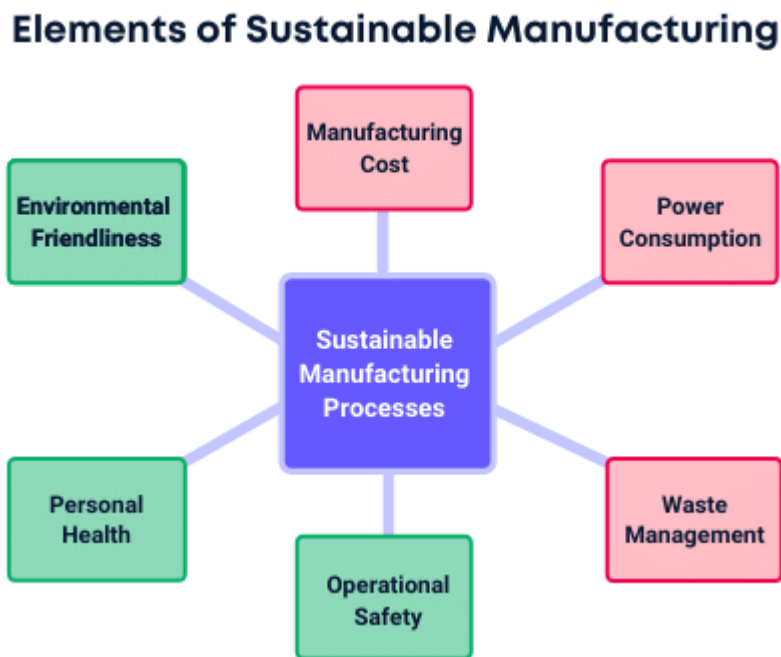 Elements of Sustainable Manufacturing
Manufacturing
Cost
Environmental
Friendliness
Power
Consumption
Sustainable
Manufacturing
Processes
Personal
Health
Waste
Management
Operational
Safety